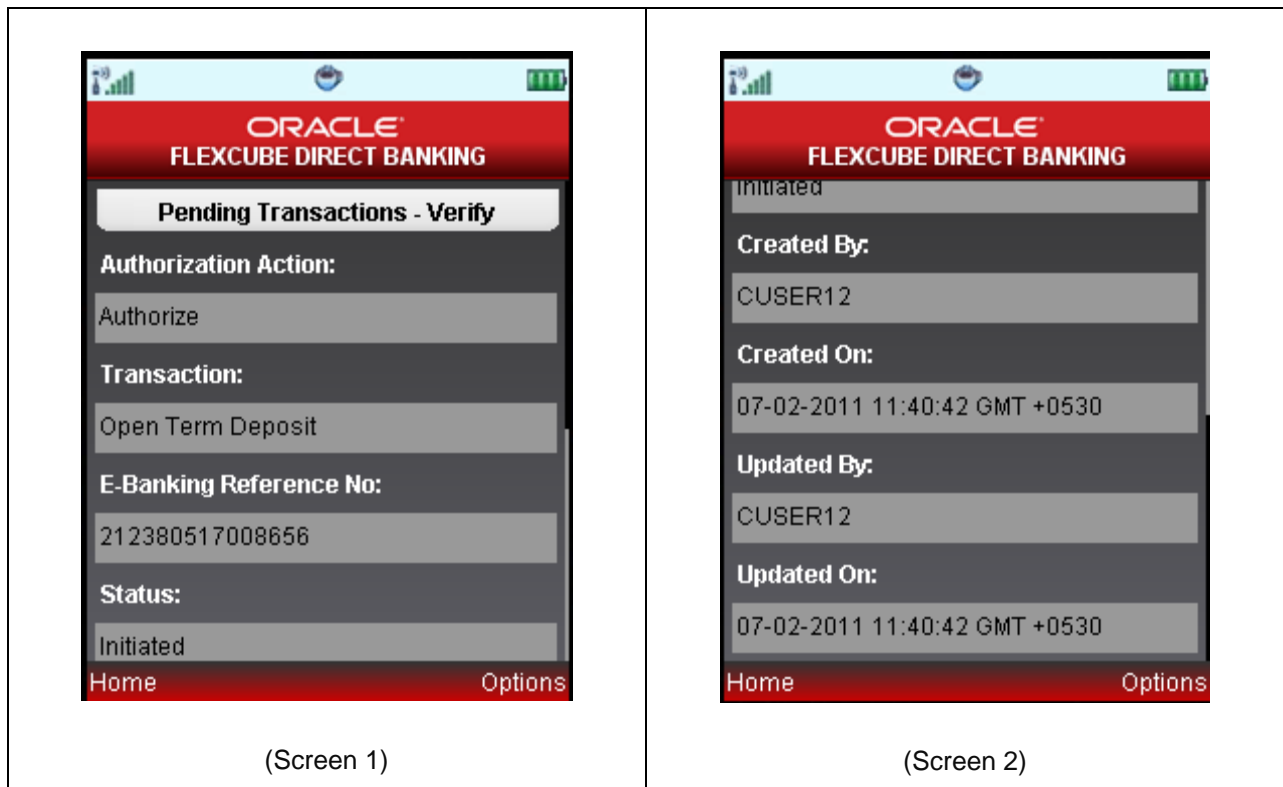 ORACLE
FLEXCUBE DIRECT BANKING
Pending Transactions - Verify
Authorization Action:
Authorize
Transaction:
Open Term Deposit
E-Banking Reference No:
212380517008656
Status:
Initiated
Home Options
(Screen 1)
ORACLE
FLEXCUBE DIRECT BANKING
Initiated
Created By:
CUSER12
Created On:
07-02-2011 11:40:42 GMT +0530
Updated By:
CUSER12
Updated On:
07-02-2011 11:40:42 GMT +0530
Home Options
(Screen 2)